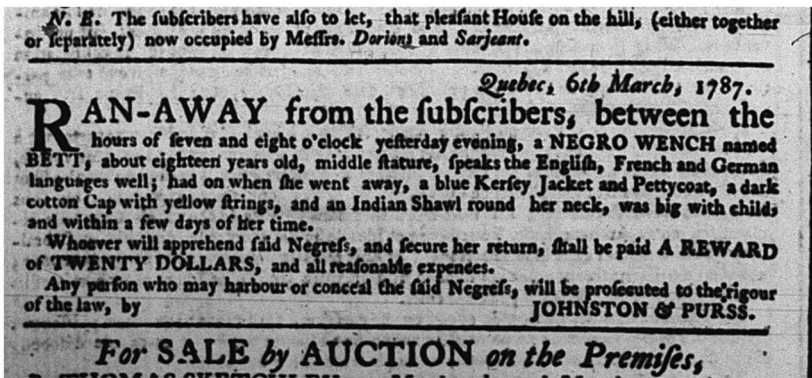 N. B. The ſubſcribers have alſo to let, that pleaſant Houſe on the hill, (either together
or ſeparately) now occupied by Meſſrs. Dorions and Sarjeant.
Quebec, 6th March, 1787.
RAN-AWAY from the ſubſcribers, between the
hours of ſeven and eight o'clock yeſterday evening, a NEGRO WENCH named
BETT, about eighteen years old, middle ſtature, ſpeaks the Engliſh, French and German
languages well; had on when ſhe went away, a blue Kerſey Jacket and Pettycoat, a dark
cotton Cap with yellow ſtrings, and an Indian Shawl round her neck, was big with child,
and within a few days of her time.
Whoever will apprehend ſaid Negreſs, and ſecure her return, ſhall be paid A REWARD
of TWENTY DOLLARS, and all reaſonable expences.
Any perſon who may harbour or conceal the ſaid Negreſs, will be proſecuted to the rigour
of the law, by JOHNSTON & PURSS.
For SALE by AUCTION on the Premiſes,